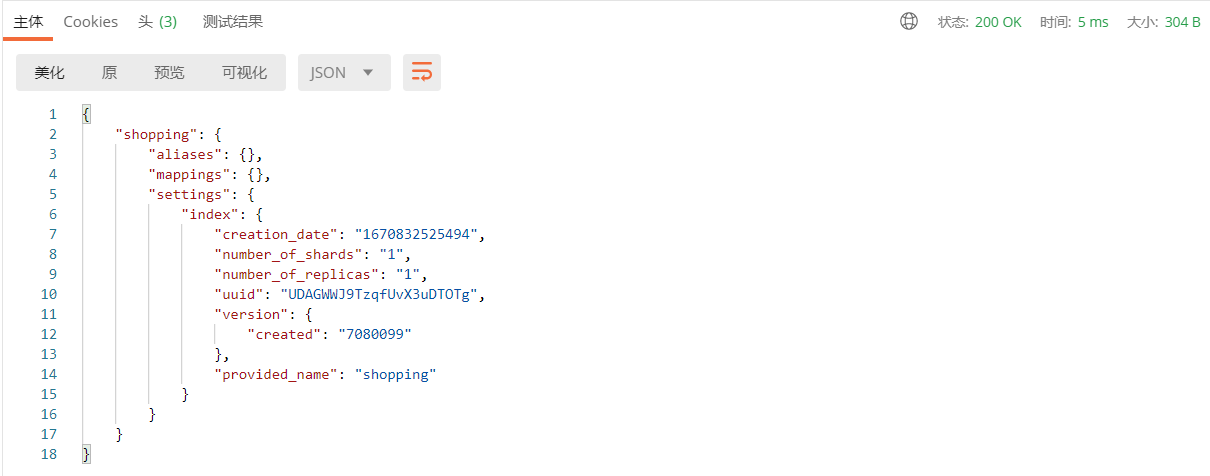 主体 Cookies 头 (3) 测试结果 状态: 200 OK 时间: 5 ms 大小: 304 B
美化 原 预览 可视化 JSON
1 {
2 "shopping": {
3 "aliases": {},
4 "mappings": {},
5 "settings": {
6 "index": {
7 "creation_date": "1670832525494",
8 "number_of_shards": "1",
9 "number_of_replicas": "1",
10 "uuid": "UDAGWWJ9TzqfUvX3uDTOTg",
11 "version": {
12 "created": "7080099"
13 },
14 "provided_name": "shopping"
15 }
16 }
17 }
18 }